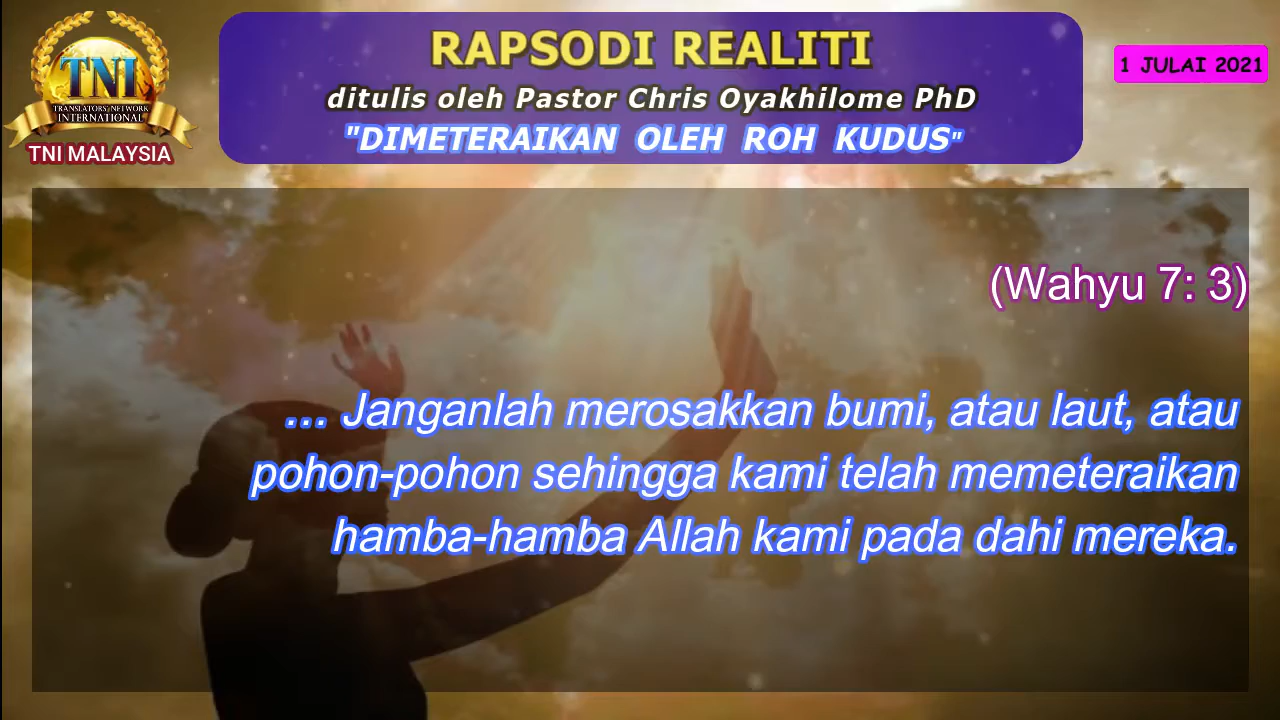 TNI
TRANSLATORS' NETWORK
INTERNATIONAL
TNI MALAYSIA
RAPSODI REALITI
ditulis oleh Pastor Chris Oyakhilome PhD
"DIMETERAIKAN OLEH ROH KUDUS"
1 JULAI 2021
(Wahyu 7: 3)
... Janganlah merosakkan bumi, atau laut, atau
pohon-pohon sehingga kami telah memeteraikan
hamba-hamba Allah kami pada dahi mereka.